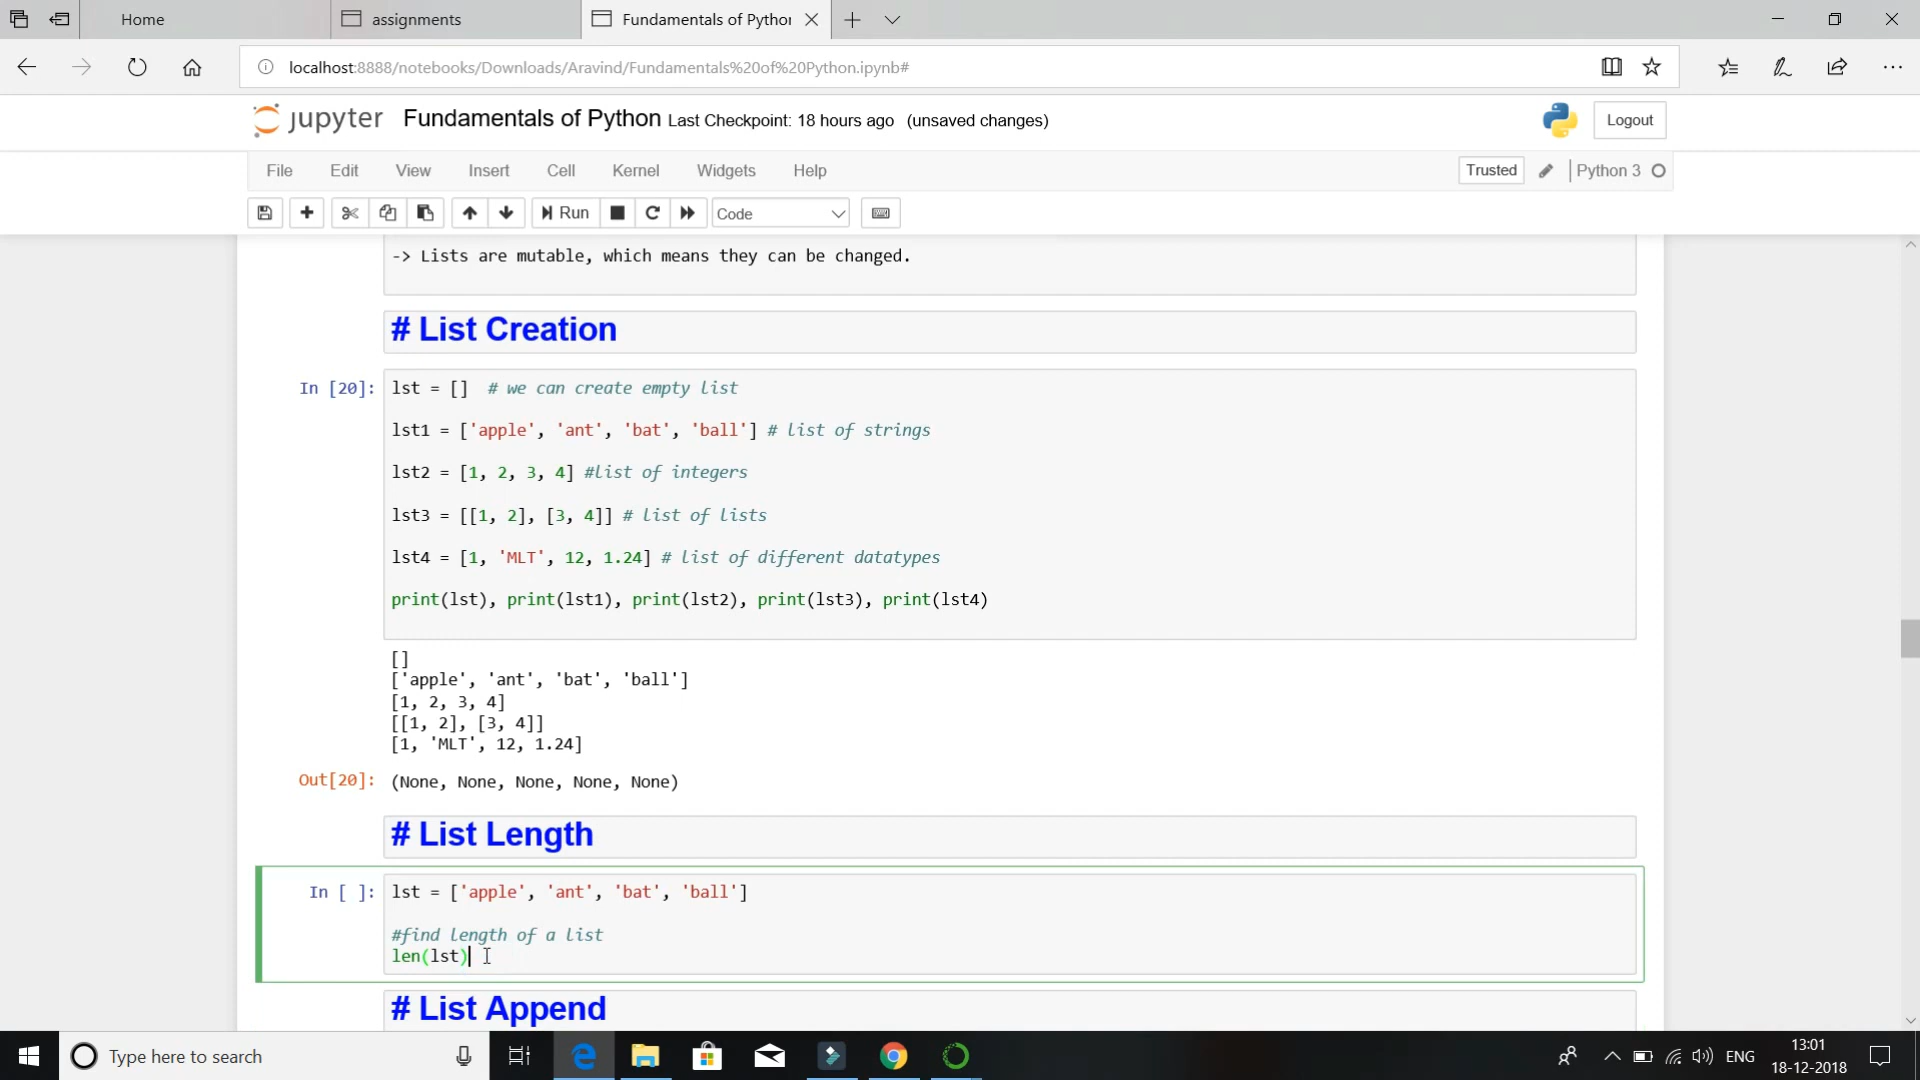 Home
assignments
Fundamentals of Pythor
localhost:8888/notebooks/Downloads/Aravind/Fundamentals%20of%20Python.ipynb#
jupyter Fundamentals of Python Last Checkpoint: 18 hours ago (unsaved changes)
Logout
File Edit View Insert Cell Kernel Widgets Help
Trusted
Python 3
Run
Code
-> Lists are mutable, which means they can be changed.
# List Creation
In [20]: lst = []  # we can create empty list
lst1 = ['apple', 'ant', 'bat', 'ball'] # list of strings
lst2 = [1, 2, 3, 4] #list of integers
lst3 = [[1, 2], [3, 4]] # list of lists
lst4 = [1, 'MLT', 12, 1.24] # list of different datatypes
print(lst), print(lst1), print(lst2), print(lst3), print(lst4)
[]
['apple', 'ant', 'bat', 'ball']
[1, 2, 3, 4]
[[1, 2], [3, 4]]
[1, 'MLT', 12, 1.24]
Out[20]: (None, None, None, None, None)
# List Length
In [ ]: lst = ['apple', 'ant', 'bat', 'ball']
#find length of a list
len(lst)
# List Append
Type here to search
ENG
13:01
18-12-2018